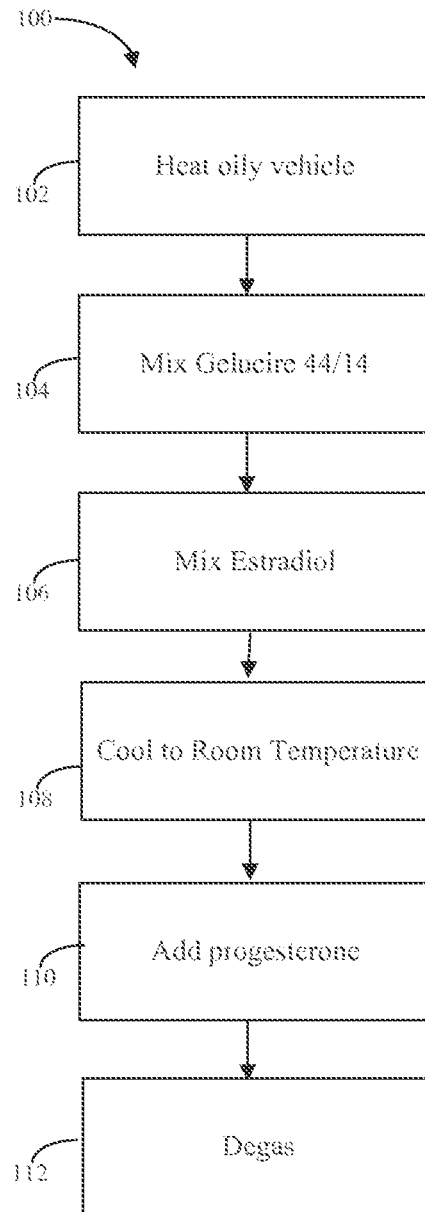 100
Heat oily vehicle
102
Mix Gelucire 44/14
104
Mix Estradiol
106
Cool to Room Temperature
108
Add progesterone
110
Degas
112